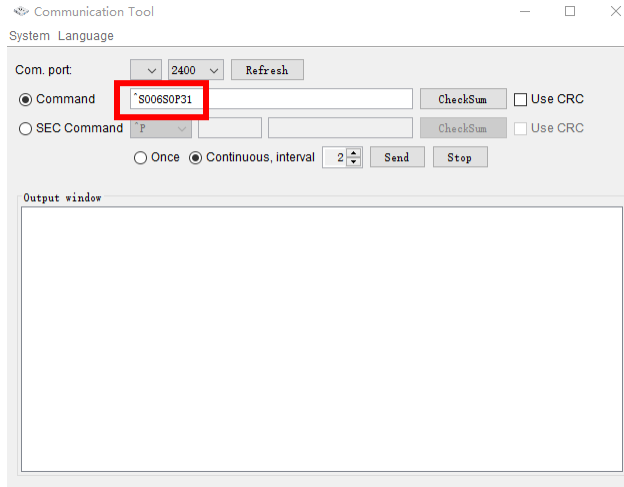 Communication Tool
System Language
Com. port: 2400 Refresh
Command ^S006S0P31 CheckSum Use CRC
SEC Command ^P CheckSum Use CRC
Once Continuous, interval 2 Send Stop
Output window